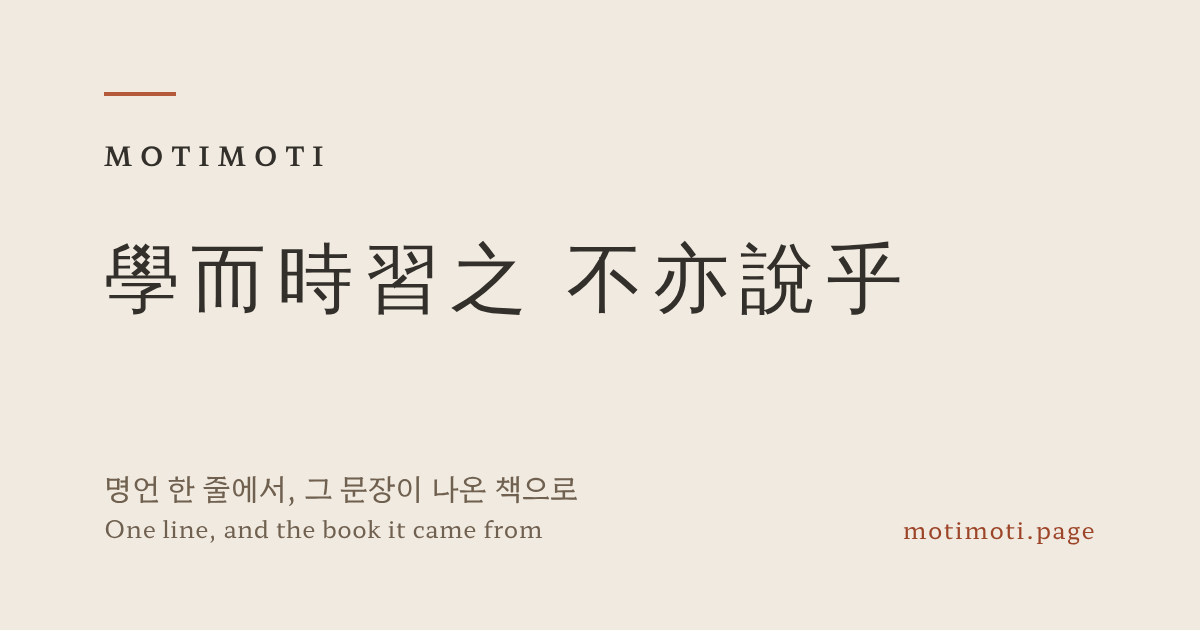 MOTIMOTI
學而時習之 不亦說乎
명언 한 줄에서, 그 문장이 나온 책으로
One line, and the book it came from
motimoti.page